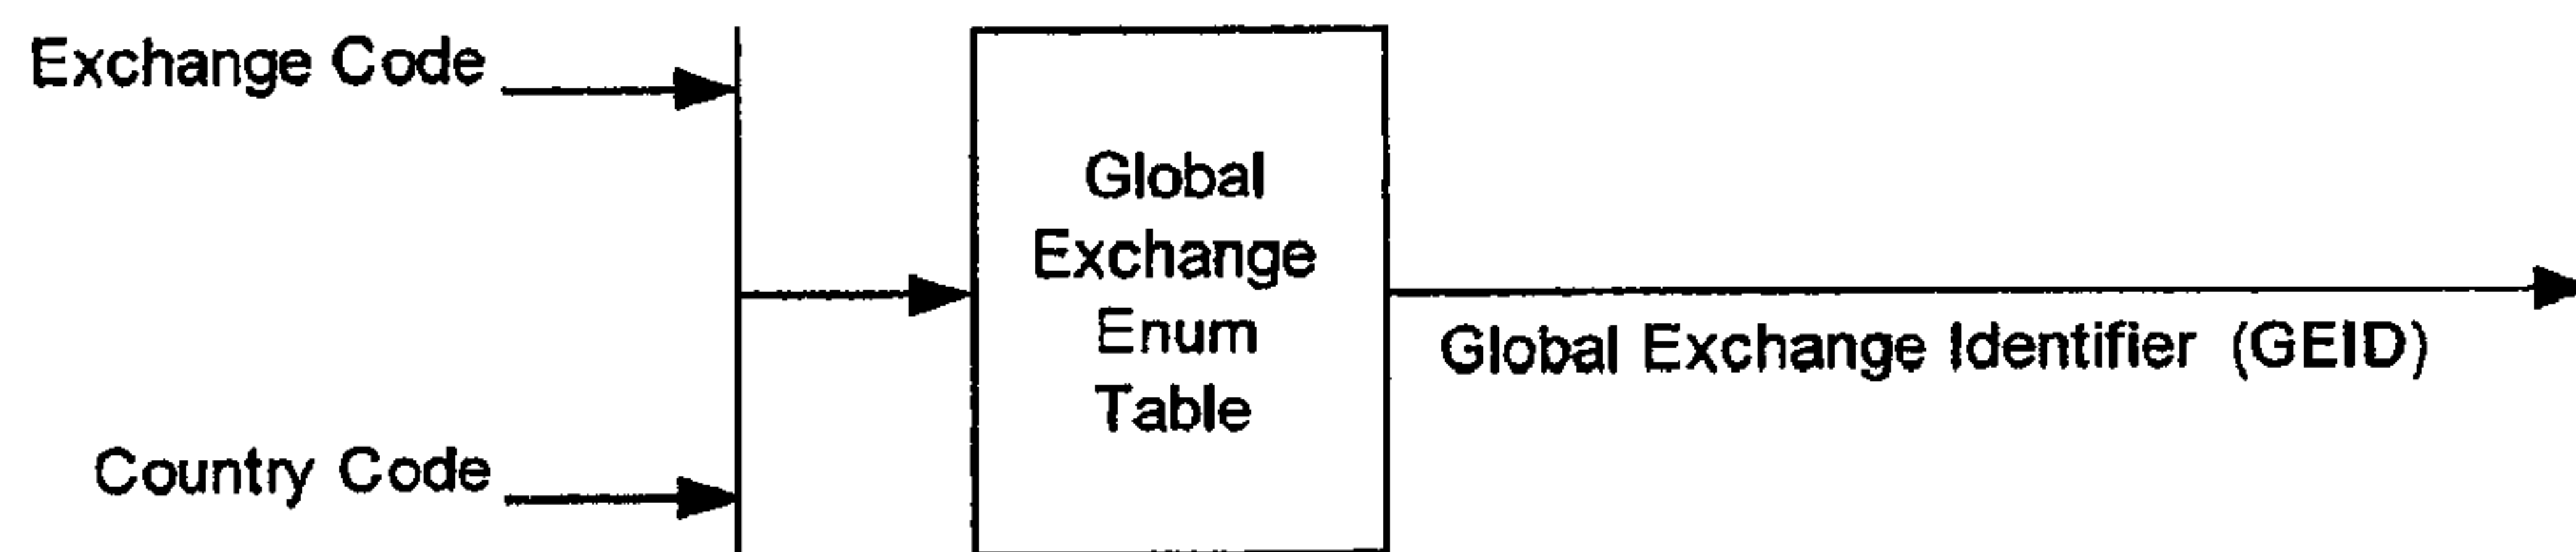 Exchange Code
Global
Exchange
Enum
Table
Global Exchange Identifier (GEID)
Country Code